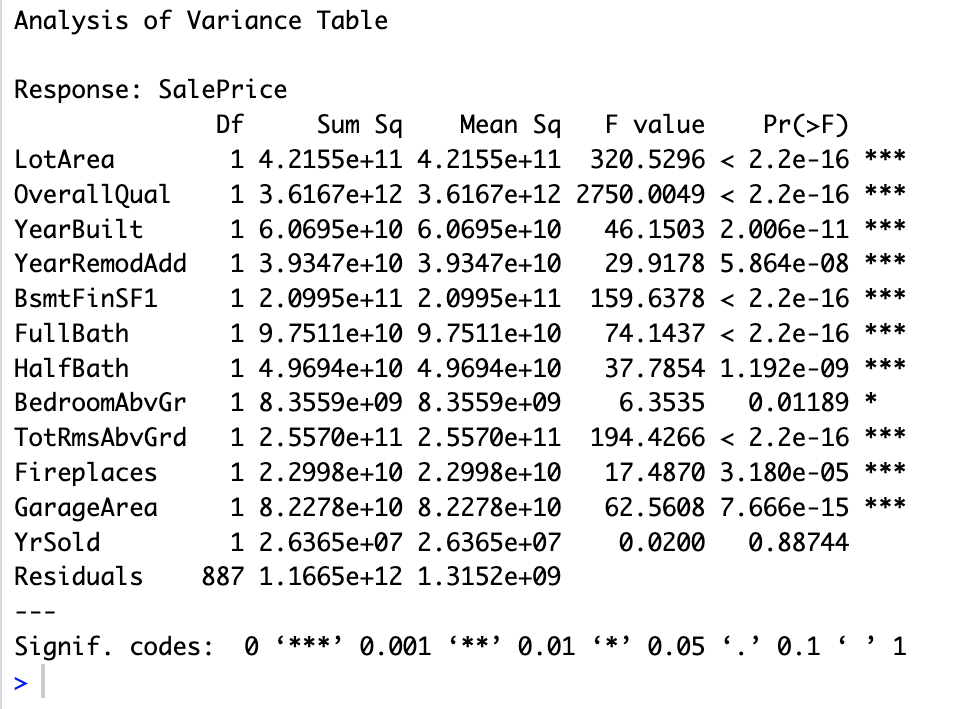 Analysis of Variance Table
Response: SalePrice
Df Sum Sq Mean Sq F value Pr(>F)
LotArea 1 4.2155e+11 4.2155e+11 320.5296 < 2.2e-16 ***
OverallQual 1 3.6167e+12 3.6167e+12 2750.0049 < 2.2e-16 ***
YearBuilt 1 6.0695e+10 6.0695e+10 46.1503 2.006e-11 ***
YearRemodAdd 1 3.9347e+10 3.9347e+10 29.9178 5.864e-08 ***
BsmtFinSF1 1 2.0995e+11 2.0995e+11 159.6378 < 2.2e-16 ***
FullBath 1 9.7511e+10 9.7511e+10 74.1437 < 2.2e-16 ***
HalfBath 1 4.9694e+10 4.9694e+10 37.7854 1.192e-09 ***
BedroomAbvGr 1 8.3559e+09 8.3559e+09 6.3535 0.01189 *
TotRmsAbvGrd 1 2.5570e+11 2.5570e+11 194.4266 < 2.2e-16 ***
Fireplaces 1 2.2998e+10 2.2998e+10 17.4870 3.180e-05 ***
GarageArea 1 8.2278e+10 8.2278e+10 62.5608 7.666e-15 ***
YrSold 1 2.6365e+07 2.6365e+07 0.0200 0.88744
Residuals 887 1.1665e+12 1.3152e+09
---
Signif. codes: 0 ‘***’ 0.001 ‘**’ 0.01 ‘*’ 0.05 ‘.’ 0.1 ‘ ’ 1
>